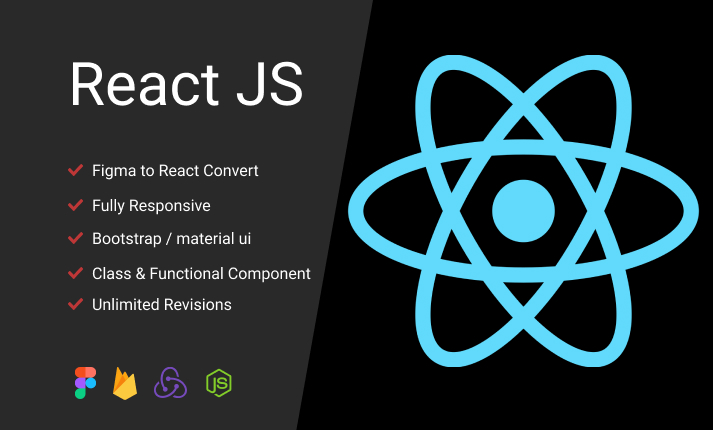 React JS
Figma to React Convert
Fully Responsive
Bootstrap / material ui
Class & Functional Component
Unlimited Revisions
JS